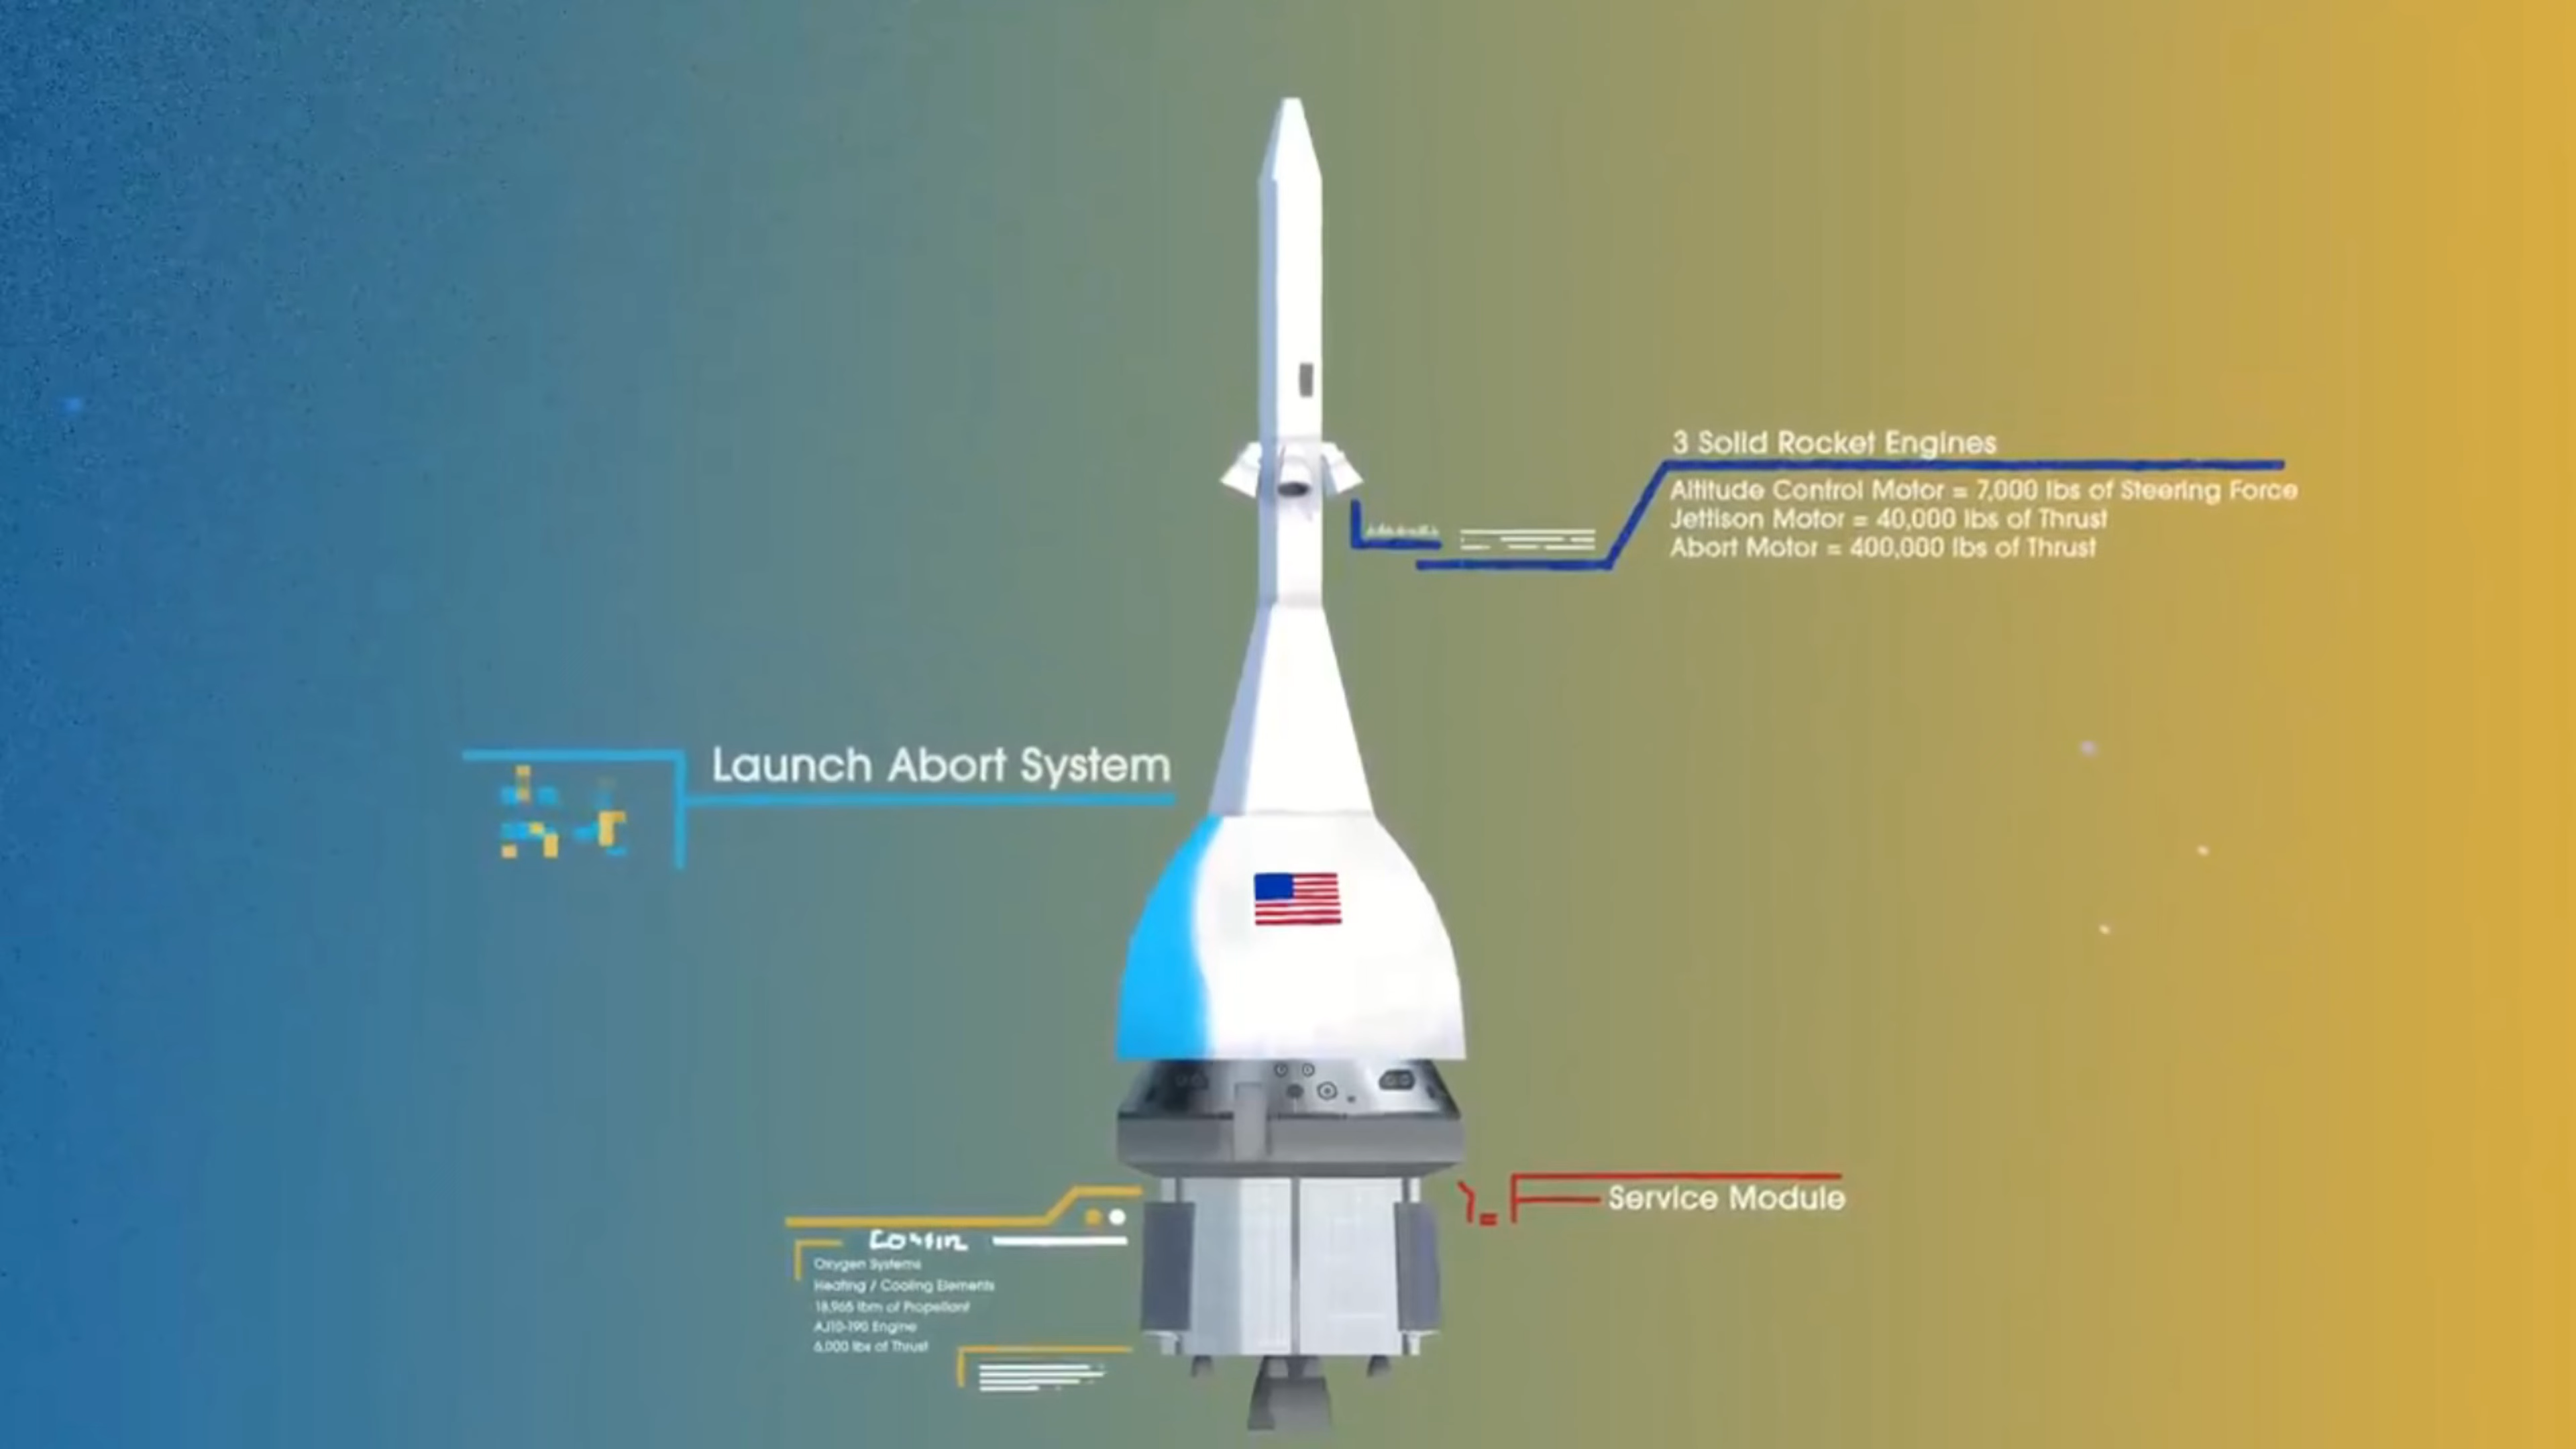 3 Solid Rocket Engines
Altitude Control Motor = 7,000 lbs of Steering Force
Jettison Motor = 40,000 lbs of Thrust
Abort Motor = 400,000 lbs of Thrust
Launch Abort System
Service Module
Oxygen Systems
Heating / Cooling Elements
18,965 lbm of Propellant
AJ10-190 Engine
6,000 lbs of Thrust